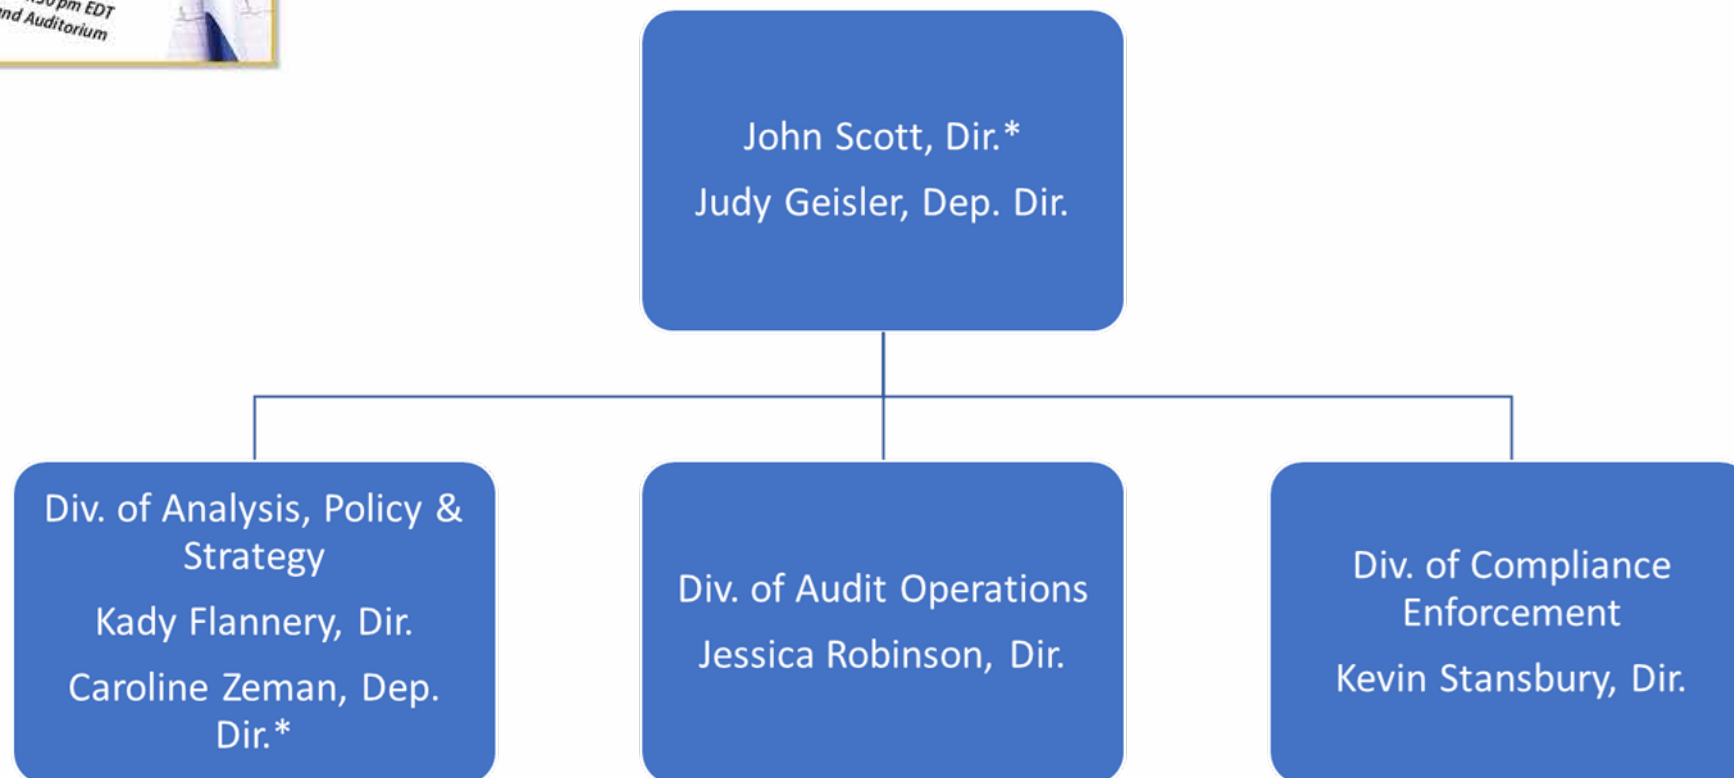 pm EDT
Auditorium
John Scott, Dir.*
Judy Geisler, Dep. Dir.
Div. of Analysis, Policy &
Strategy
Kady Flannery, Dir.
Caroline Zeman, Dep.
Dir.*
Div. of Audit Operations
Jessica Robinson, Dir.
Div. of Compliance
Enforcement
Kevin Stansbury, Dir.